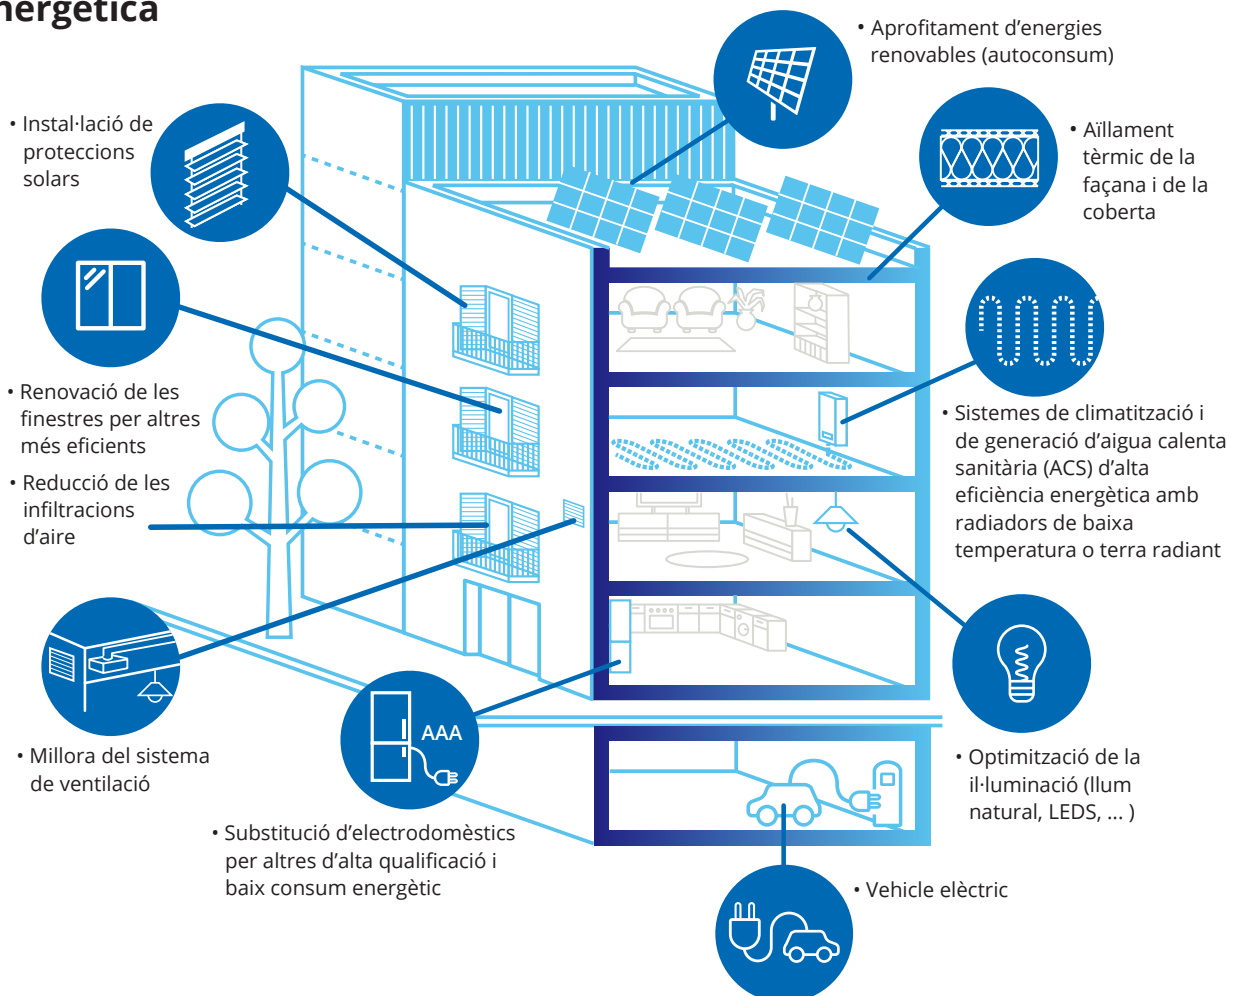 nergètica
• Aprofitament d’energies
renovables (autoconsum)
• Instal·lació de
proteccions
solars
• Aïllament
tèrmic de la
façana i de la
coberta
• Renovació de les
finestres per altres
més eficients
• Reducció de les
infiltracions
d’aire
• Sistemes de climatització i
de generació d’aigua calenta
sanitària (ACS) d’alta
eficiència energètica amb
radiadors de baixa
temperatura o terra radiant
• Millora del sistema
de ventilació
AAA
• Substitució d’electrodomèstics
per altres d’alta qualificació i
baix consum energètic
• Optimització de la
il·luminació (llum
natural, LEDS, ... )
• Vehicle elèctric